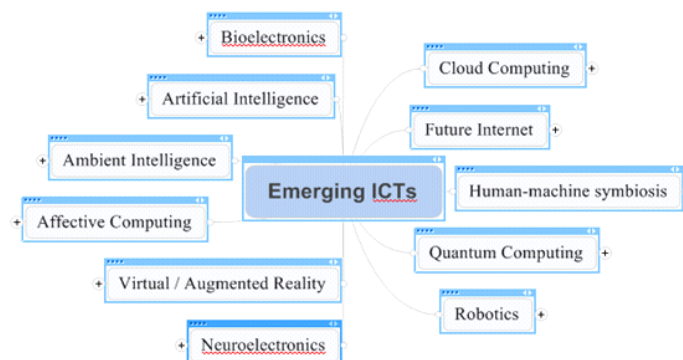 Bioelectronics
Artificial Intelligence
Ambient Intelligence
Affective Computing
Virtual / Augmented Reality
Neuroelectronics
Emerging ICTs
Cloud Computing
Future Internet
Human-machine symbiosis
Quantum Computing
Robotics